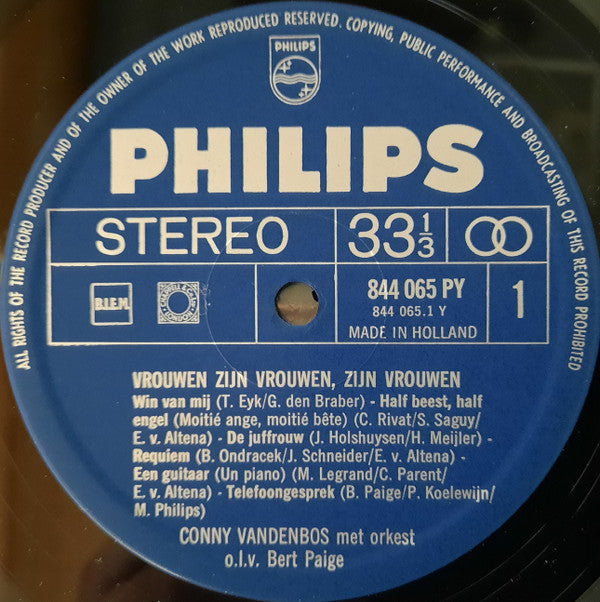 ALL RIGHTS OF THE RECORD PRODUCER AND OF THE OWNER OF THE WORK REPRODUCED RESERVED. COPYING, PUBLIC PERFORMANCE AND BROADCASTING OF THIS RECORD PROHIBITED
PHILIPS
PHILIPS
STEREO 33 1/3
B.I.E.M. 844 065 PY 1
844 065.1 Y
MADE IN HOLLAND
VROUWEN ZIJN VROUWEN, ZIJN VROUWEN
Win van mij (T. Eyk/G. den Braber) - Half beest, half
engel (Moitié ange, moitié bête) (C. Rivat/S. Saguy/
E. v. Altena) - De juffrouw (J. Holshuysen/H. Meijler) -
Requiem (B. Ondracek/J. Schneider/E. v. Altena) -
Een guitaar (Un piano) (M. Legrand/C. Parent/
E. v. Altena) - Telefoongesprek (B. Paige/P. Koelewijn/
M. Philips)
CONNY VANDENBOS met orkest
o.l.v. Bert Paige